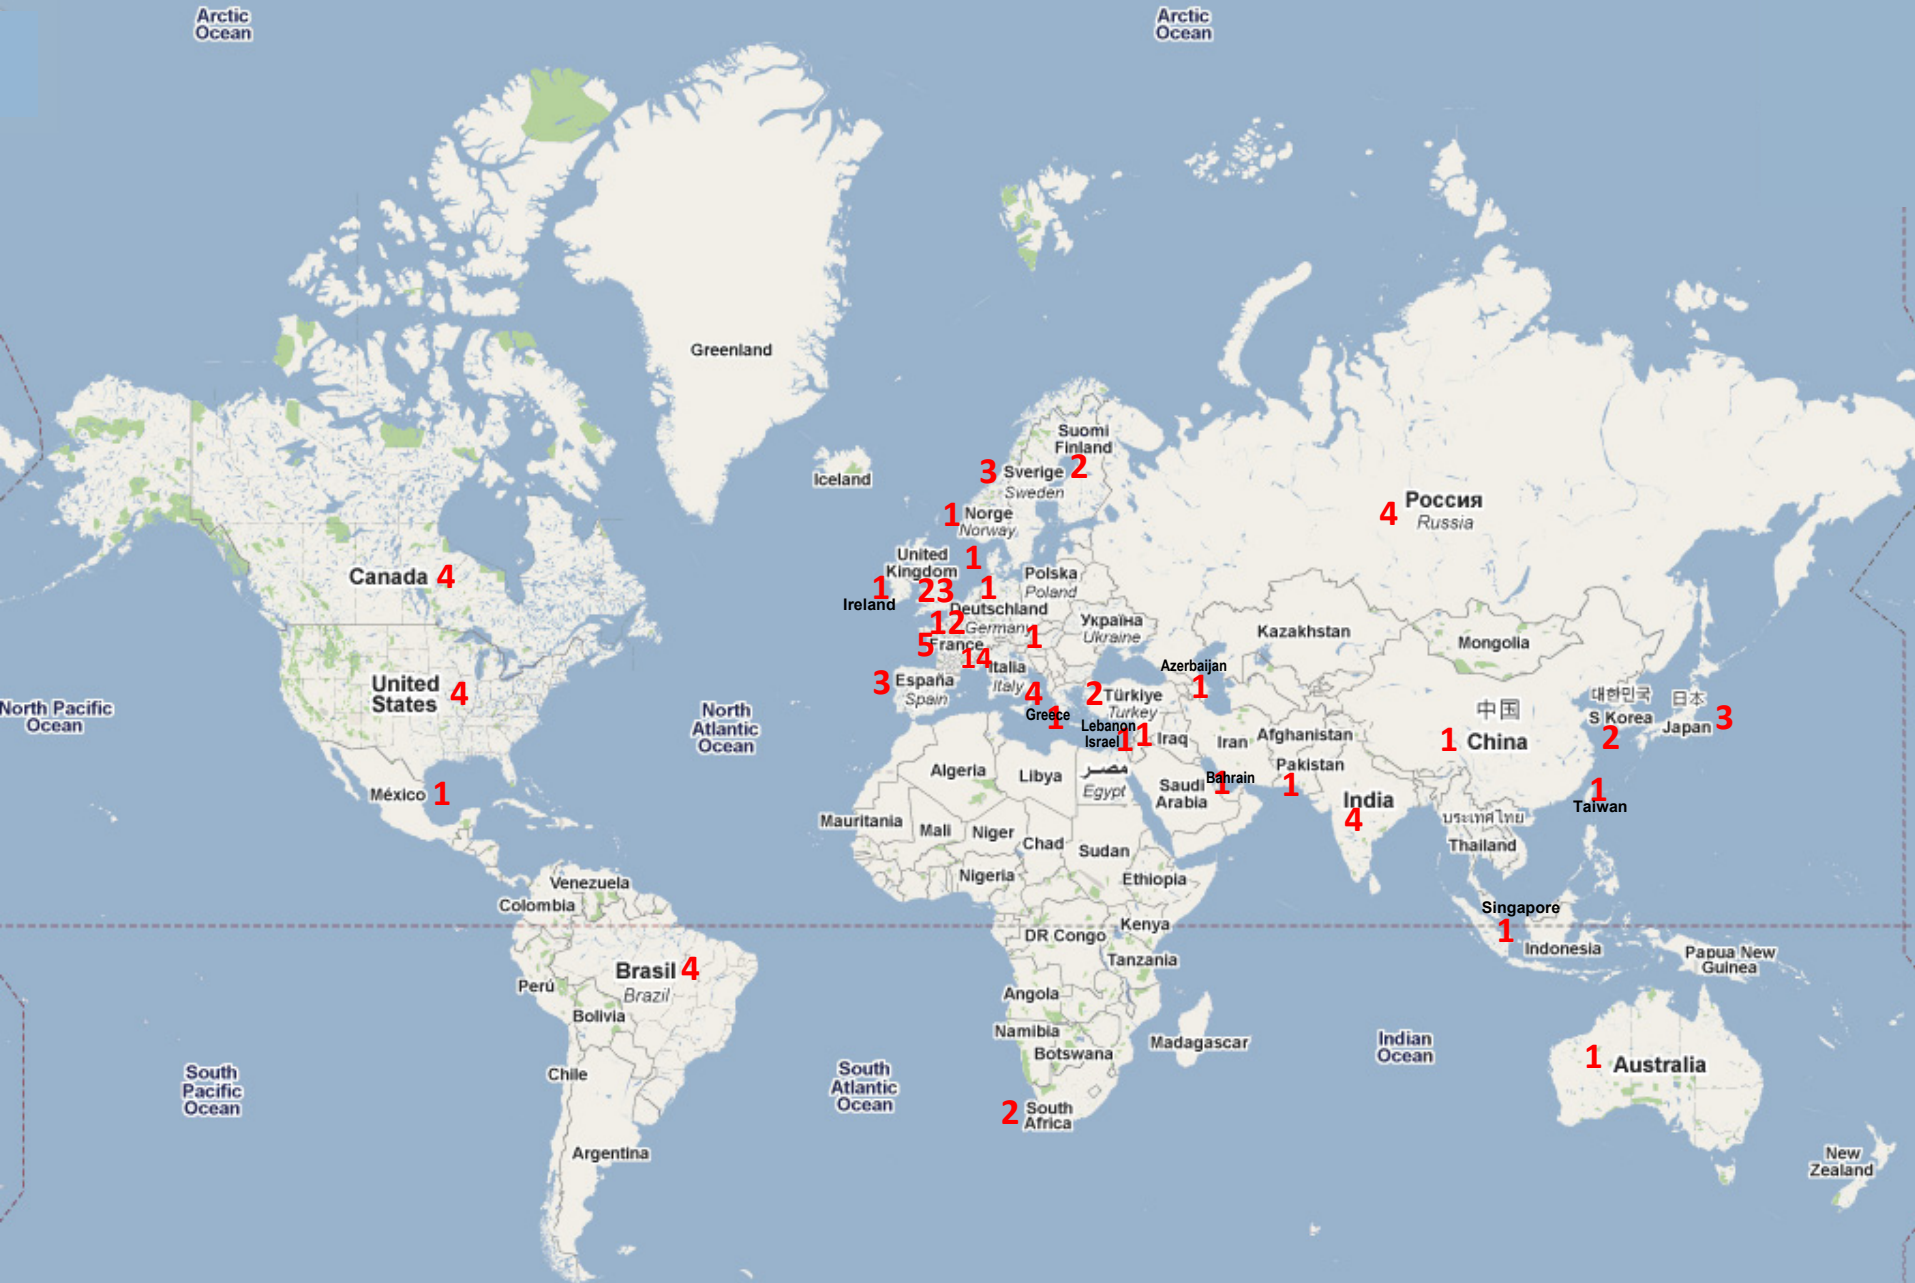 Arctic
Ocean
Arctic
Ocean
Greenland
Iceland
Suomi
Finland
2
3
Sverige
Sweden
1
Norge
Norway
4
Россия
Russia
United
Kingdom
1
1
Ireland
23
1
Polska
Poland
Deutschland
Germany
12
1
Україна
Ukraine
5
France
14
Italia
Italy
4
3
España
Spain
Canada 4
United
States 4
México 1
North Pacific
Ocean
North
Atlantic
Ocean
Kazakhstan
Mongolia
Azerbaijan
1
2
Türkiye
Turkey
Greece
1
Lebanon
1
Israel
1
Iraq
Iran
Afghanistan
Pakistan
1
中国
1 China
대한민국
S Korea
2
日本
Japan 3
1
Taiwan
India
4
บระเทศไทย
Thailand
Algeria
Libya
مصر
Egypt
Saudi
Arabia
Bahrain
1
Mauritania
Mali
Niger
Chad
Sudan
Nigeria
Ethiopia
Venezuela
Colombia
DR Congo
Kenya
Tanzania
Singapore
1
Indonesia
Papua New
Guinea
Brasil 4
Brazil
Perú
Bolivia
Angola
Namibia
Botswana
Madagascar
Chile
Argentina
South
Pacific
Ocean
South
Atlantic
Ocean
Indian
Ocean
2 South
Africa
1
Australia
New
Zealand